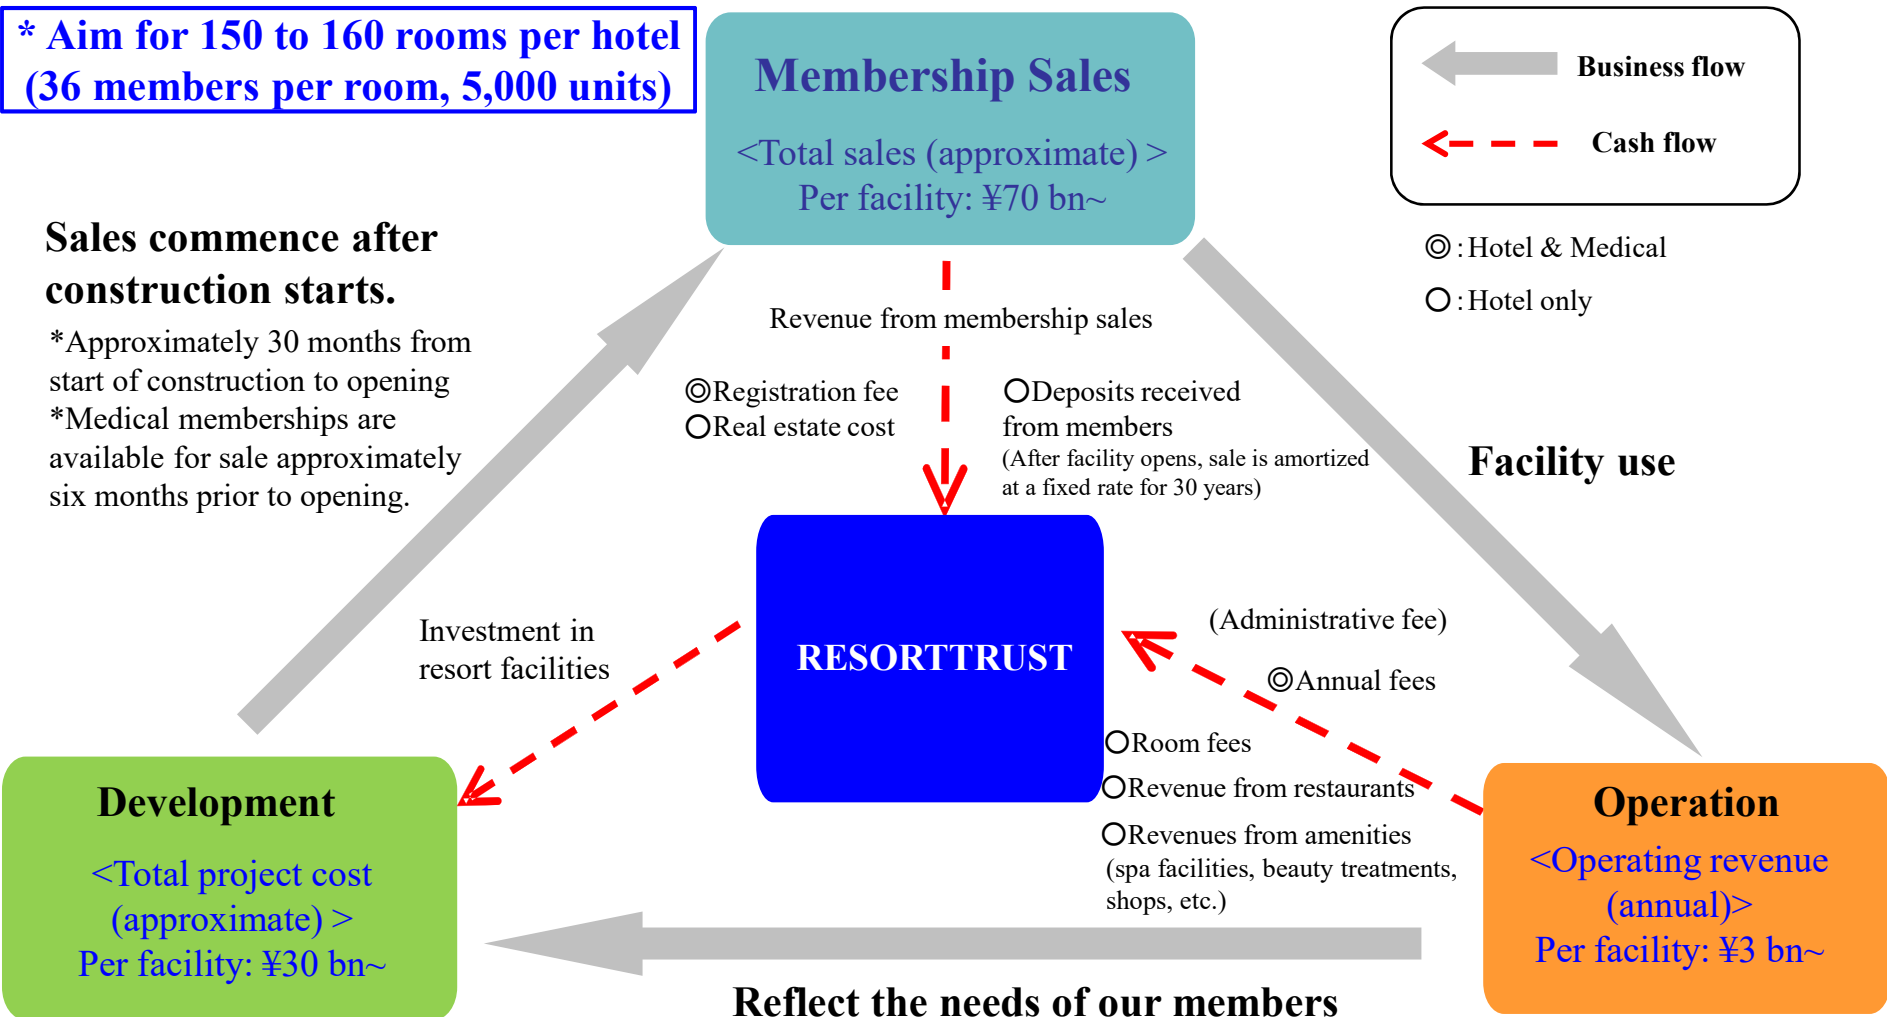 * Aim for 150 to 160 rooms per hotel
(36 members per room, 5,000 units)
Membership Sales
<Total sales (approximate) >
Per facility: ¥70 bn~
Business flow
Cash flow
◎ : Hotel & Medical
○ : Hotel only
Sales commence after
construction starts.
*Approximately 30 months from
start of construction to opening
*Medical memberships are
available for sale approximately
six months prior to opening.
Revenue from membership sales
◎Registration fee
○Real estate cost
○Deposits received
from members
(After facility opens, sale is amortized
at a fixed rate for 30 years)
Facility use
Investment in
resort facilities
RESORTTRUST
(Administrative fee)
◎Annual fees
○Room fees
○Revenue from restaurants
○Revenues from amenities
(spa facilities, beauty treatments,
shops, etc.)
Development
<Total project cost
(approximate) >
Per facility: ¥30 bn~
Operation
<Operating revenue
(annual)>
Per facility: ¥3 bn~
Reflect the needs of our members